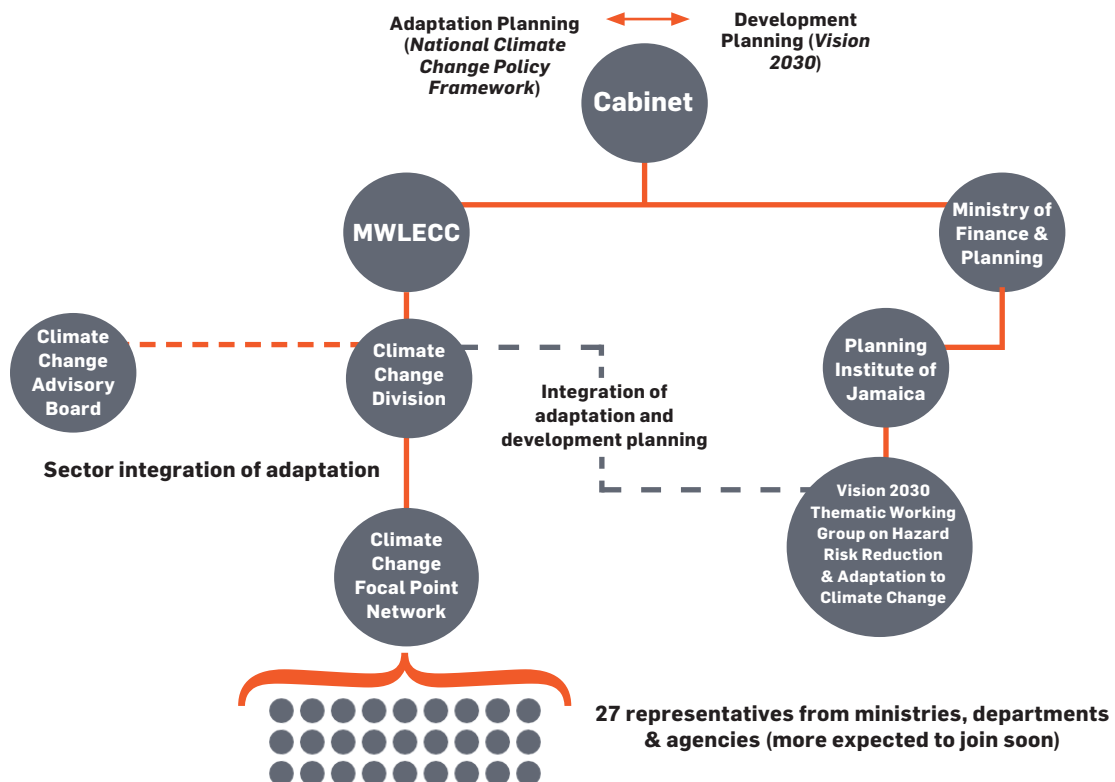 Adaptation Planning
(National Climate
Change Policy
Framework)
Development
Planning (Vision
2030)
Cabinet
MWLECC
Ministry of
Finance &
Planning
Climate
Change
Advisory
Board
Climate
Change
Division
Integration of
adaptation and
development planning
Planning
Institute of
Jamaica
Sector integration of adaptation
Climate
Change
Focal Point
Network
Vision 2030
Thematic Working
Group on Hazard
Risk Reduction
& Adaptation to
Climate Change
27 representatives from ministries, departments
& agencies (more expected to join soon)